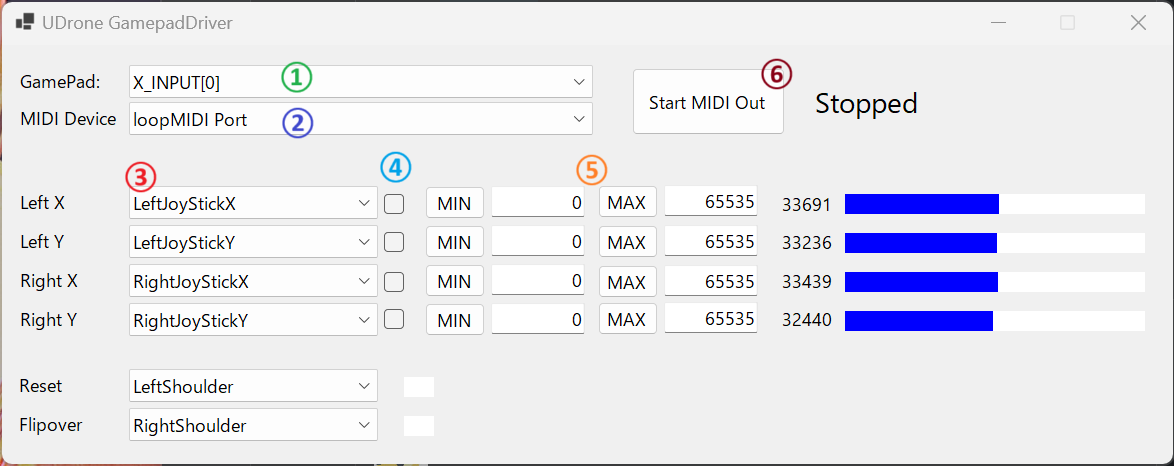 UDrone GamepadDriver
GamePad: X_INPUT[0] ①
MIDI Device loopMIDI Port ②
Start MIDI Out ⑥ Stopped
③ ④ ⑤
Left X LeftJoyStickX MIN 0 MAX 65535 33691
Left Y LeftJoyStickY MIN 0 MAX 65535 33236
Right X RightJoyStickX MIN 0 MAX 65535 33439
Right Y RightJoyStickY MIN 0 MAX 65535 32440
Reset LeftShoulder
Flipover RightShoulder